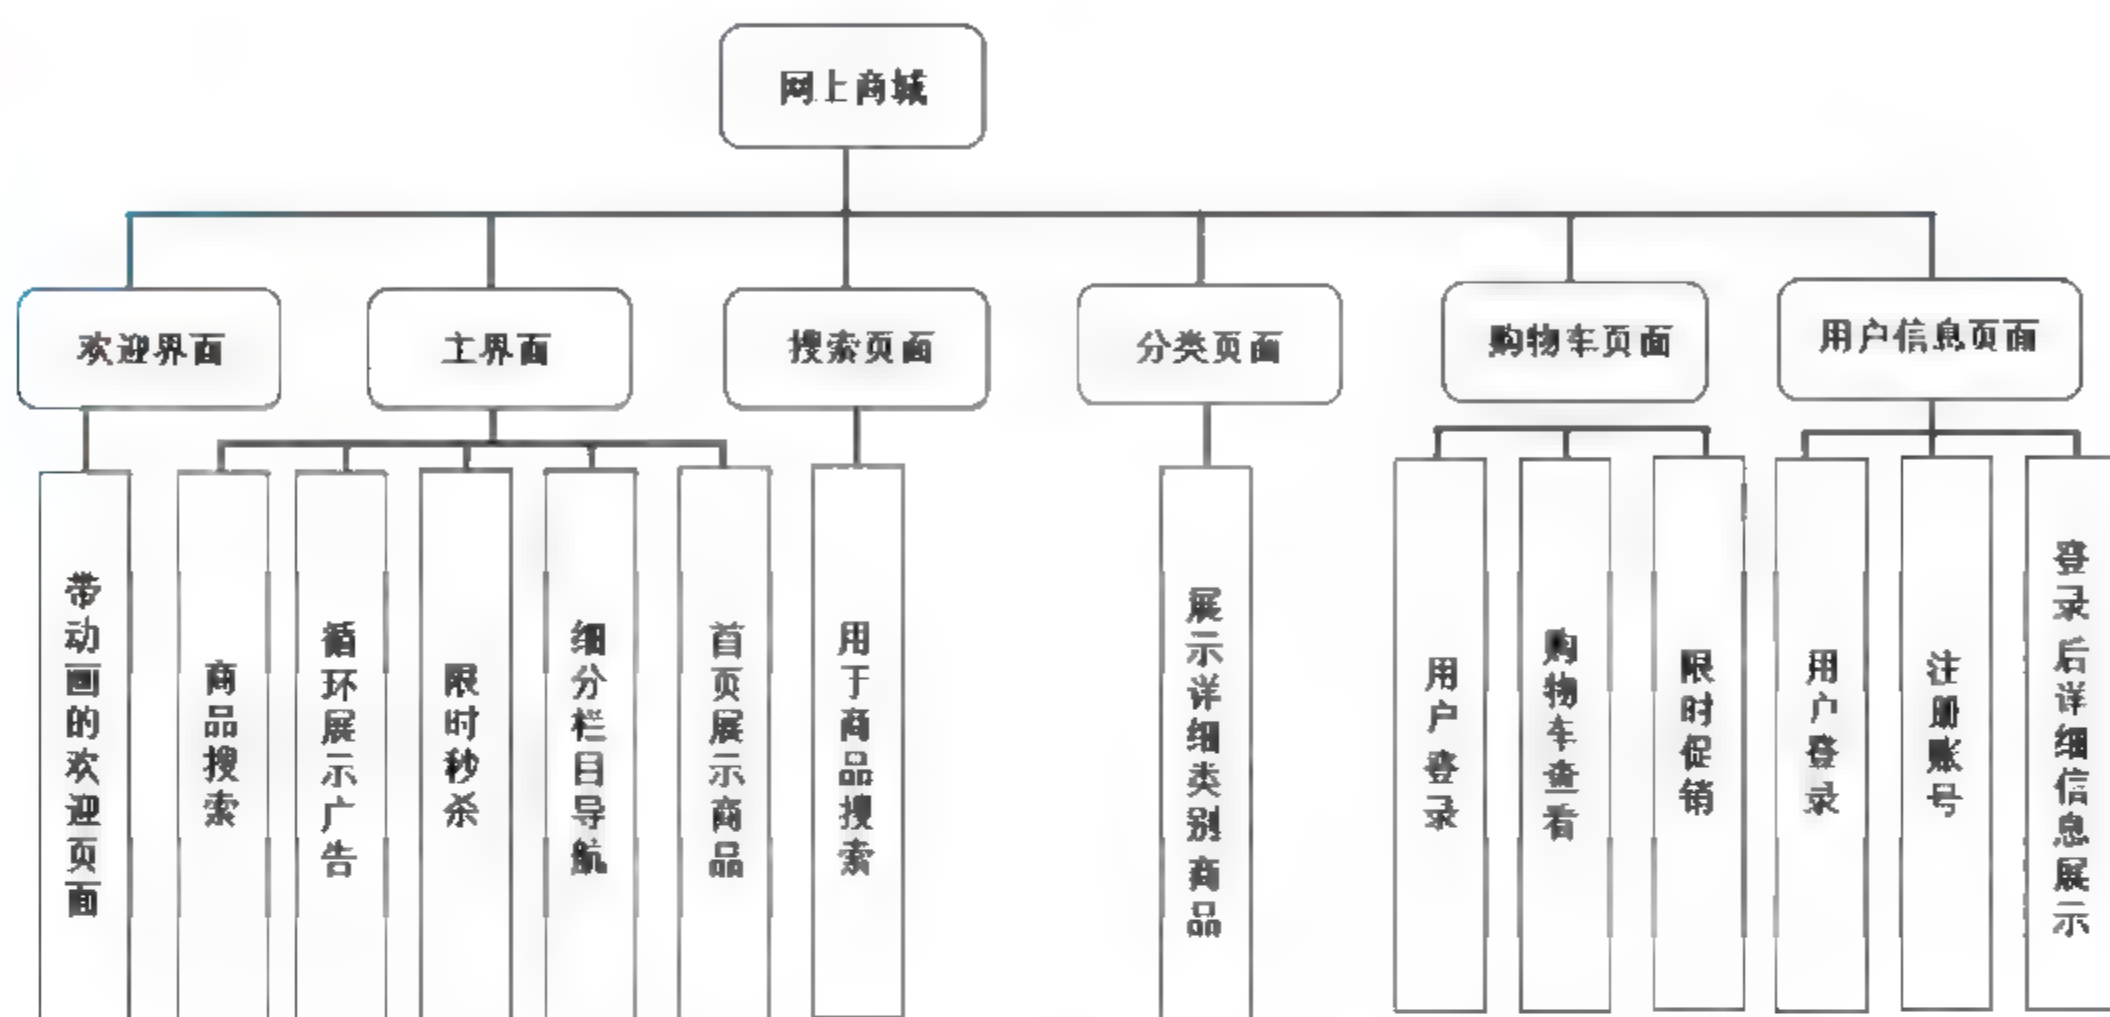 网上商城
欢迎界面
主界面
搜索页面
分类页面
购物车页面
用户信息页面
带动画的欢迎页面
商品搜索
循环展示广告
限时秒杀
细分栏目导航
首页展示商品
用于商品搜索
展示详细类别商品
用户登录
购物车查看
限时促销
用户登录
注册账号
登录后详细信息展示